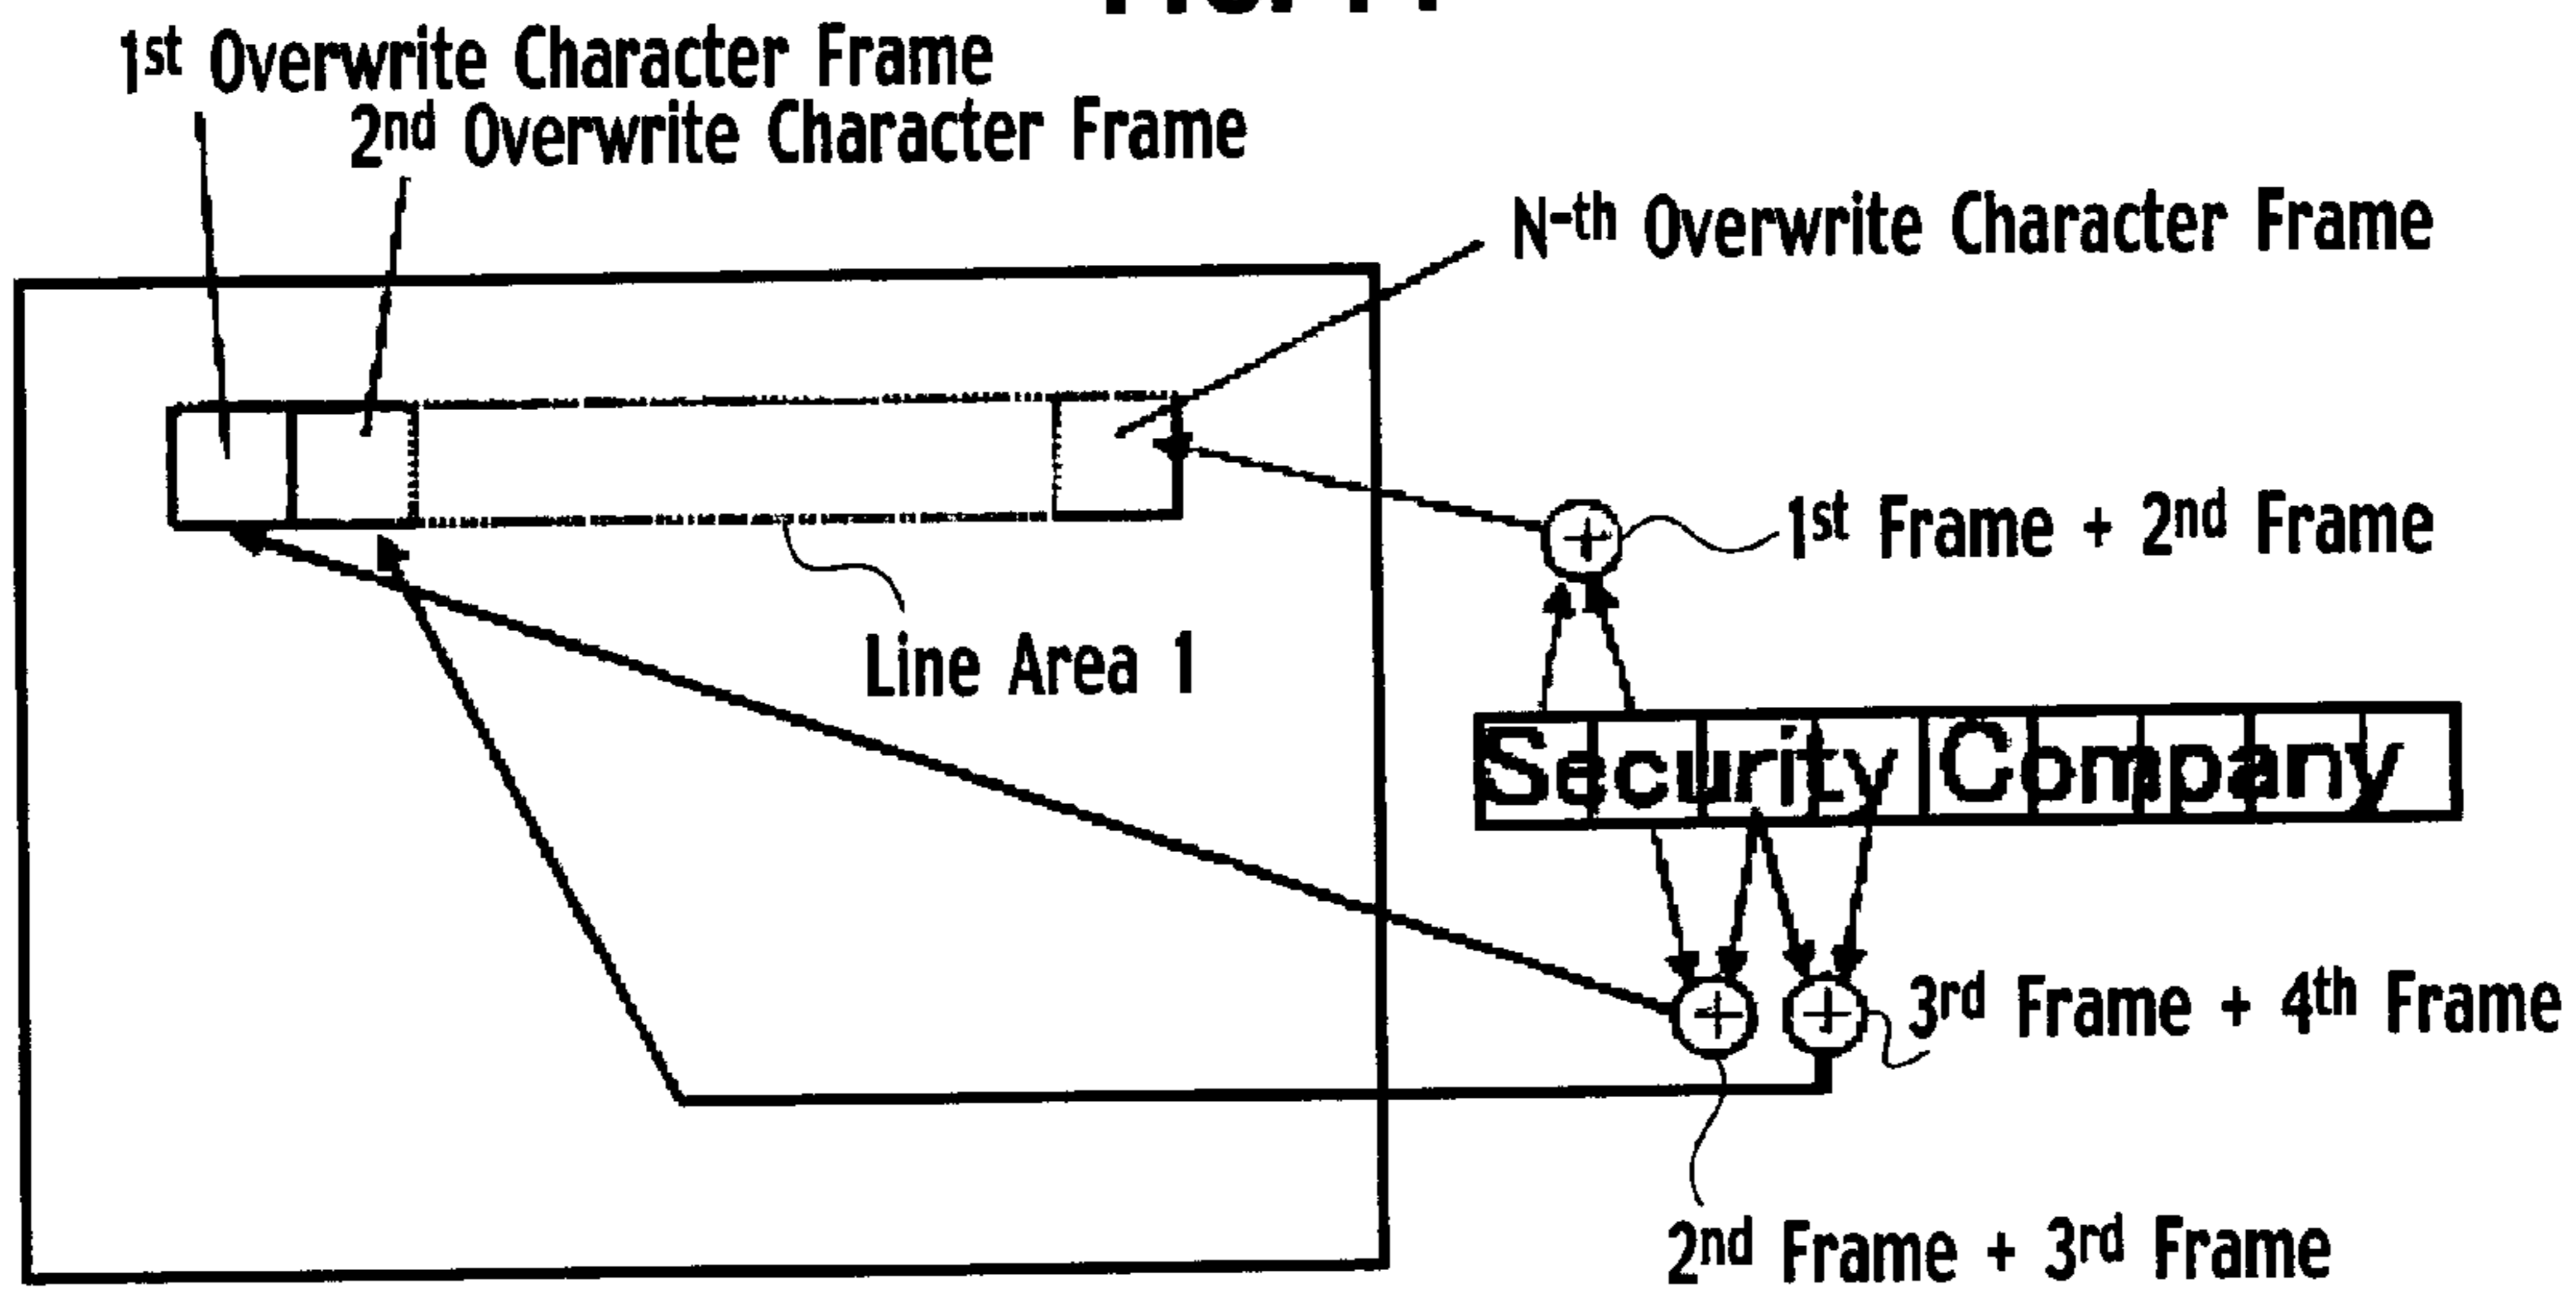 1st Overwrite Character Frame
2nd Overwrite Character Frame
N-th Overwrite Character Frame
1st Frame + 2nd Frame
Line Area 1
Security Company
3rd Frame + 4th Frame
2nd Frame + 3rd Frame